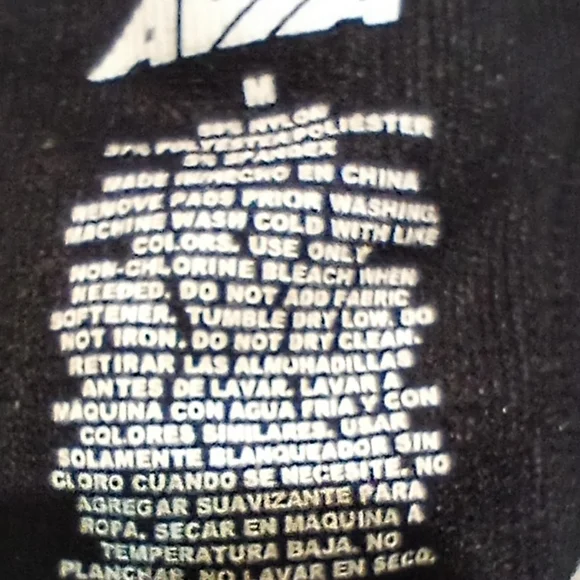 AVIA
M
NYLON
POLYESTER/POLIÉSTER
SPANDEX
MADE IN/HECHO EN CHINA
REMOVE PADS PRIOR WASHING.
MACHINE WASH COLD WITH LIKE
COLORS. USE ONLY
NON-CHLORINE BLEACH WHEN
NEEDED. DO NOT ADD FABRIC
SOFTENER. TUMBLE DRY LOW. DO
NOT IRON. DO NOT DRY CLEAN.
RETIRAR LAS ALMOHADILLAS
ANTES DE LAVAR. LAVAR A
MAQUINA CON AGUA FRIA Y CON
COLORES SIMILARES. USAR
SOLAMENTE BLANQUEADOR SIN
CLORO CUANDO SE NECESITE. NO
AGREGAR SUAVIZANTE PARA
ROPA. SECAR EN MAQUINA A
TEMPERATURA BAJA. NO
PLANCHAR. NO LAVAR EN SECO.